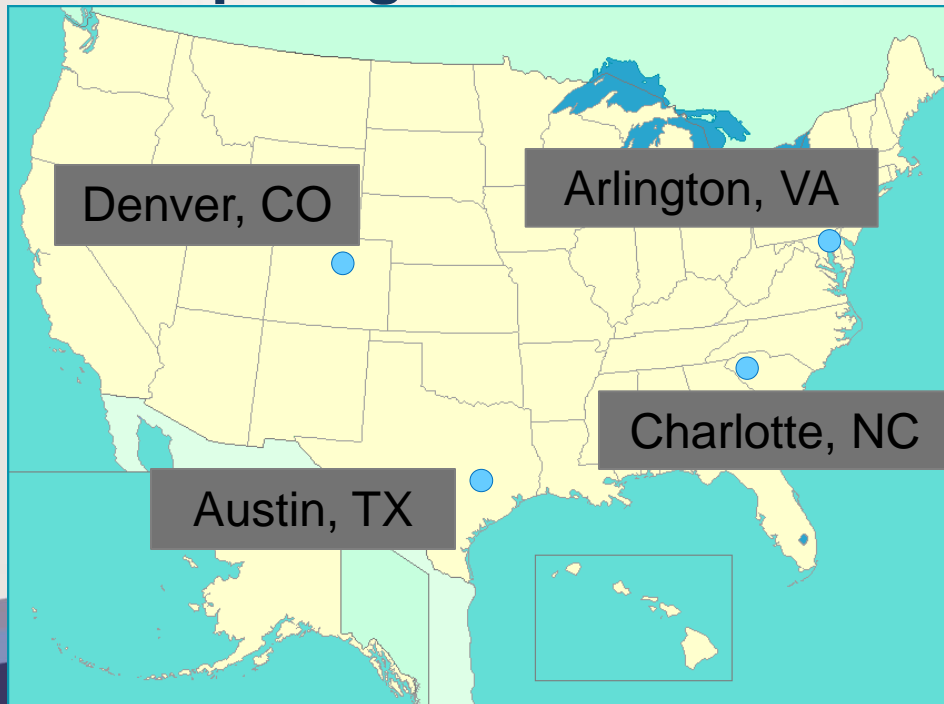 Denver, CO
Arlington, VA
Charlotte, NC
Austin, TX